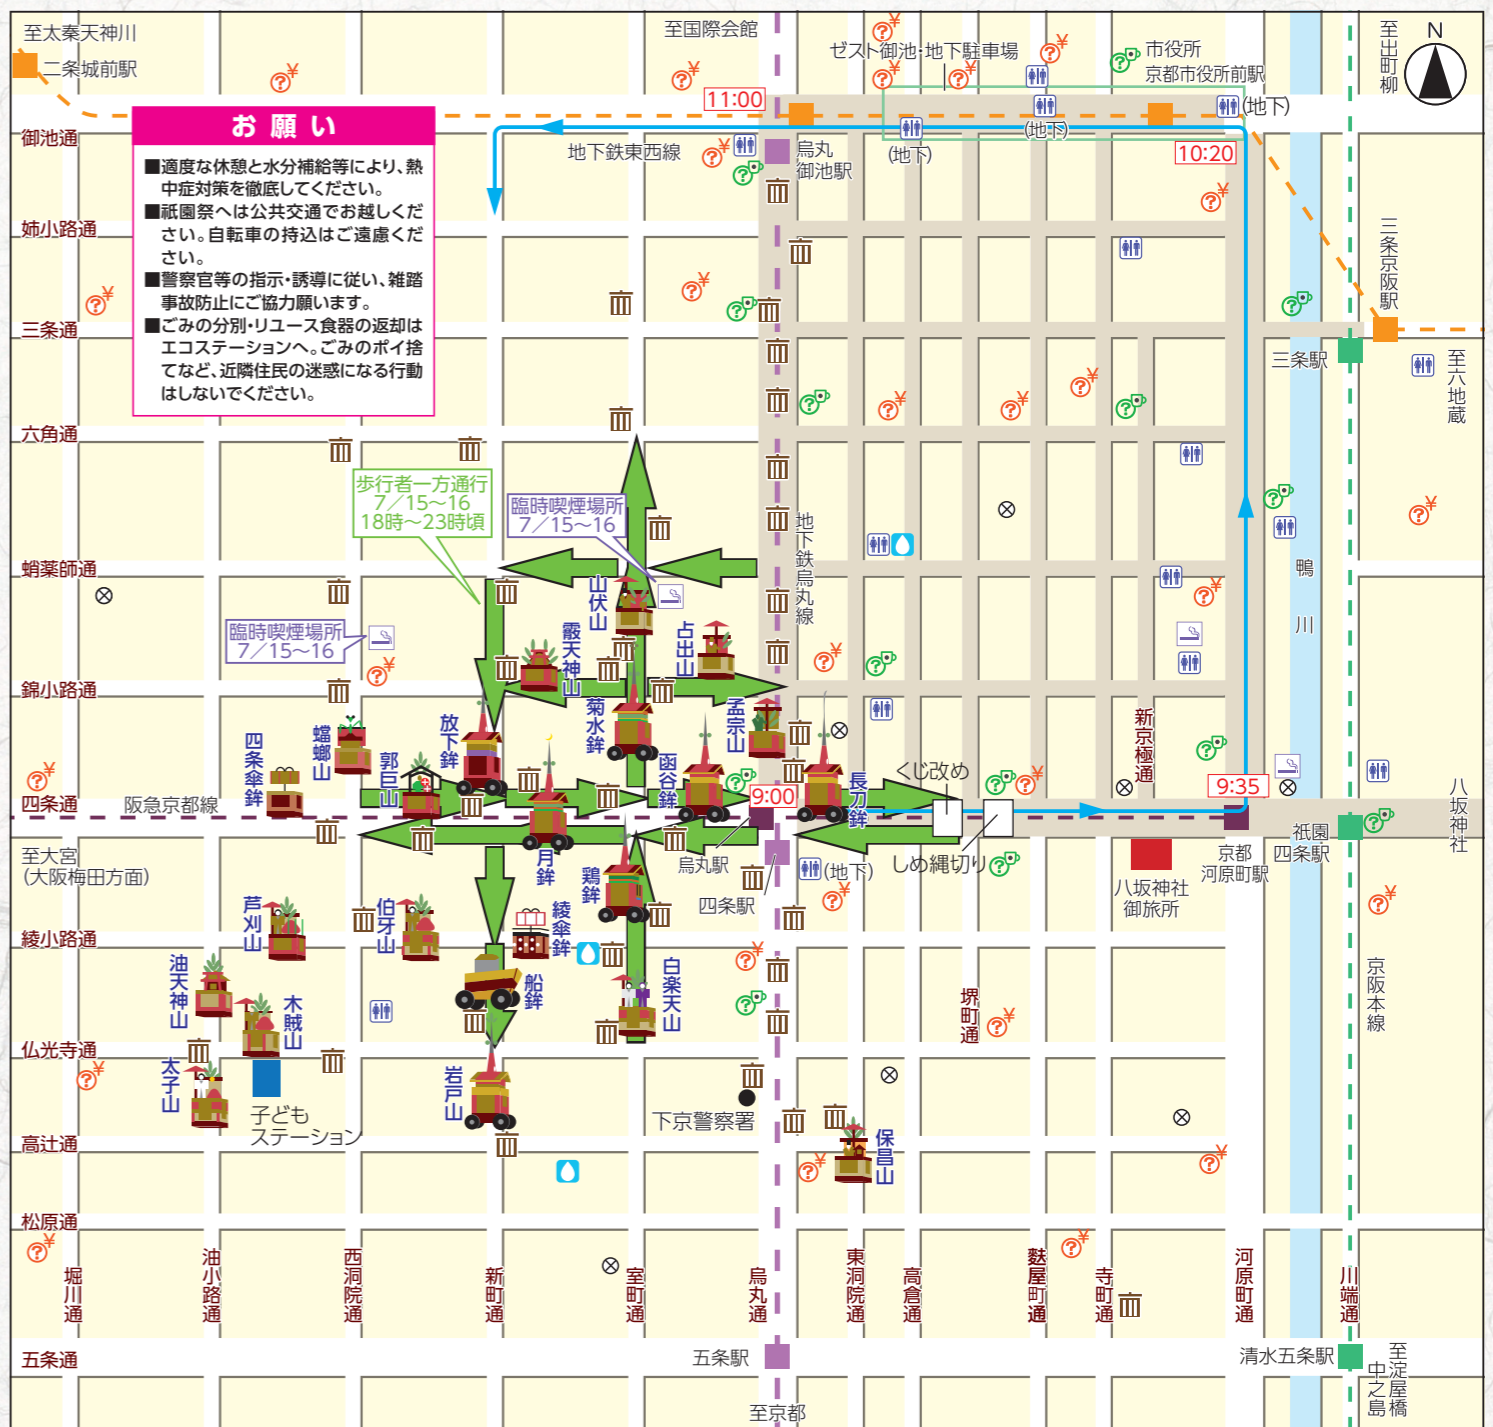 至太秦天神川
二条城前駅
至国際会館
ゼスト御池・地下駐車場
市役所
京都市役所前駅
至出町柳
N
11:00
(地下)
(地下)
(地下)
10:20
御池通
地下鉄東西線
烏丸
御池駅
お願い
■適度な休憩と水分補給等により、熱
中症対策を徹底してください。
■祇園祭へは公共交通でお越しくだ
さい。自転車の持込はご遠慮くだ
さい。
■警察官等の指示・誘導に従い、雑踏
事故防止にご協力願います。
■ごみの分別・リユース食器の返却は
エコステーションへ。ごみのポイ捨
てなど、近隣住民の迷惑になる行動
はしないでください。
姉小路通
三条京阪駅
三条通
三条駅
至六地蔵
六角通
歩行者一方通行
7/15〜16
18時〜23時頃
臨時喫煙場所
7/15〜16
地下鉄烏丸線
蛸薬師通
鴨川
山伏山
占出山
霰天神山
臨時喫煙場所
7/15〜16
錦小路通
菊水鉾
孟宗山
放下鉾
蟷螂山
四条傘鉾
郭巨山
函谷鉾
長刀鉾
くじ改め
新京極通
四条通
阪急京都線
9:00
9:35
八坂神社
至大宮
(大阪梅田方面)
月鉾
鶏鉾
烏丸駅
四条駅
(地下)
しめ縄切り
八坂神社
御旅所
京都
河原町駅
祇園
四条駅
芦刈山
伯牙山
綾傘鉾
綾小路通
油天神山
木賊山
船鉾
白楽天山
堺町通
京阪本線
仏光寺通
太子山
子ども
ステーション
岩戸山
下京警察署
保昌山
高辻通
松原通
堀川通
油小路通
西洞院通
新町通
室町通
烏丸通
東洞院通
高倉通
麩屋町通
寺町通
河原町通
川端通
五条通
五条駅
清水五条駅
至淀屋橋
中之島
至京都